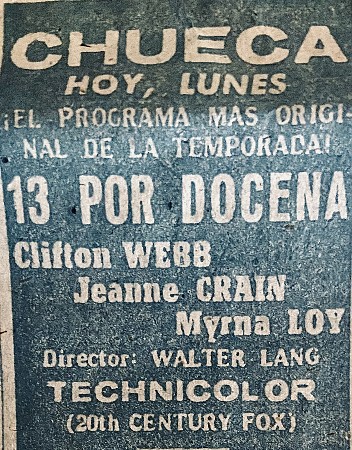 CHUECA
HOY, LUNES
¡EL PROGRAMA MAS ORIGI-
NAL DE LA TEMPORADA!
13 POR DOCENA
Clifton WEBB
Jeanne CRAIN
Myrna LOY
Director: WALTER LANG
TECHNICOLOR
(20th CENTURY FOX)